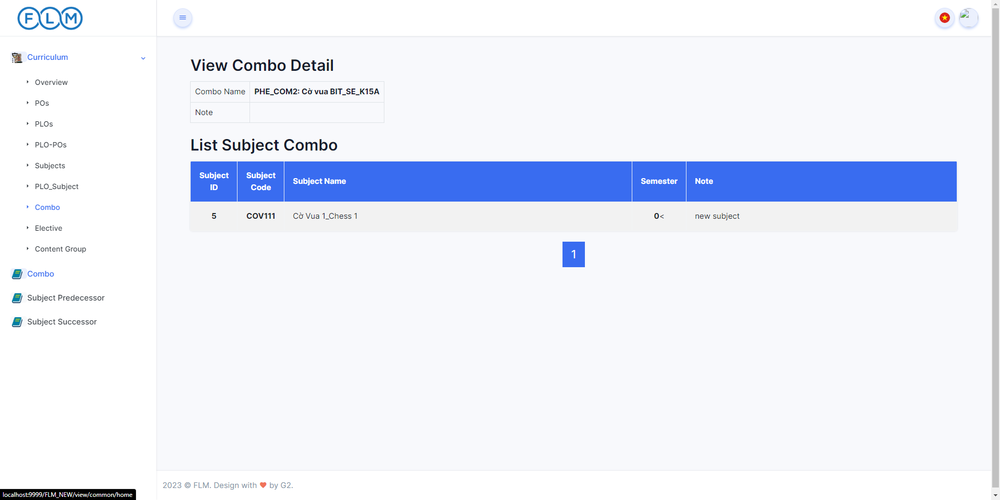 FLM
Curriculum
Overview
POs
PLOs
PLO-POs
Subjects
PLO_Subject
Combo
Elective
Content Group
Combo
Subject Predecessor
Subject Successor
View Combo Detail
Combo Name PHE_COM2: Cờ vua BIT_SE_K15A
Note
List Subject Combo
Subject ID Subject Code Subject Name Semester Note
5 COV111 Cờ Vua 1_Chess 1 0< new subject
1
2023 © FLM. Design with ❤ by G2.
localhost:9999/FLM_NEW/view/common/home